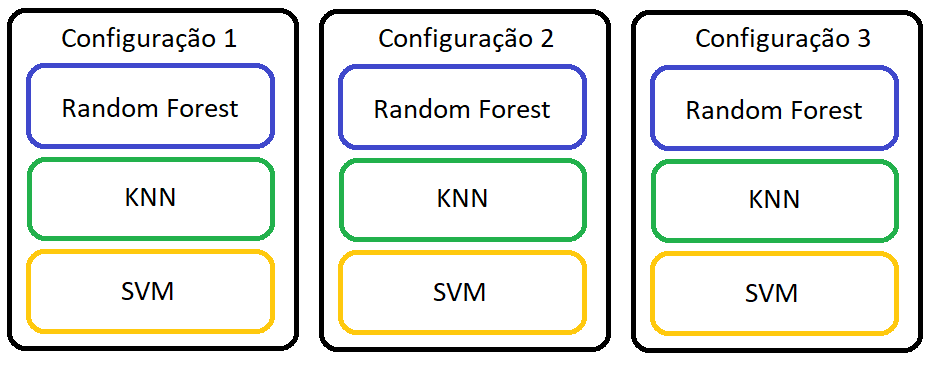 Configuração 1
Random Forest
KNN
SVM
Configuração 2
Random Forest
KNN
SVM
Configuração 3
Random Forest
KNN
SVM